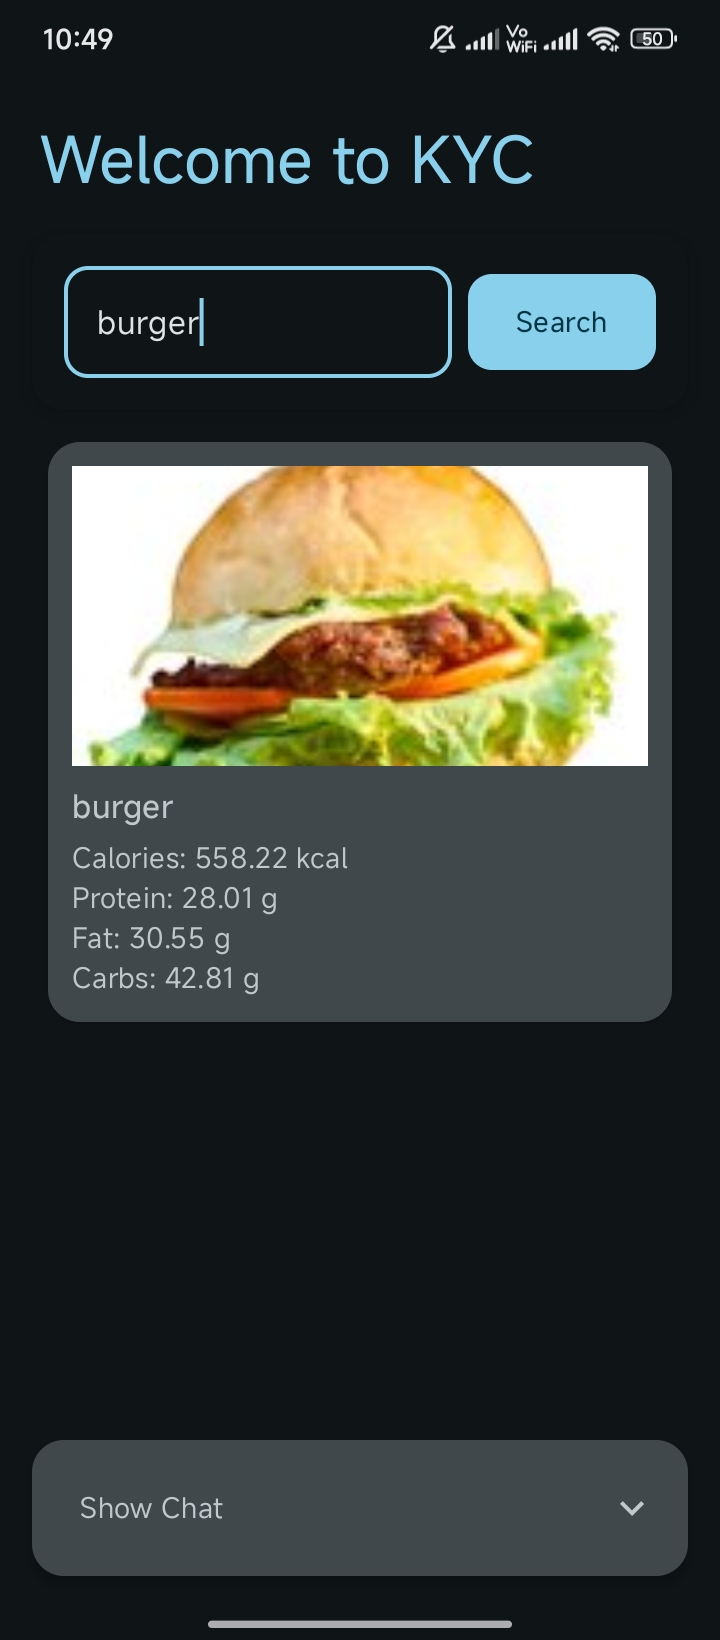 10:49
Vo
WiFi
50
Welcome to KYC
burger
Search
burger
Calories: 558.22 kcal
Protein: 28.01 g
Fat: 30.55 g
Carbs: 42.81 g
Show Chat